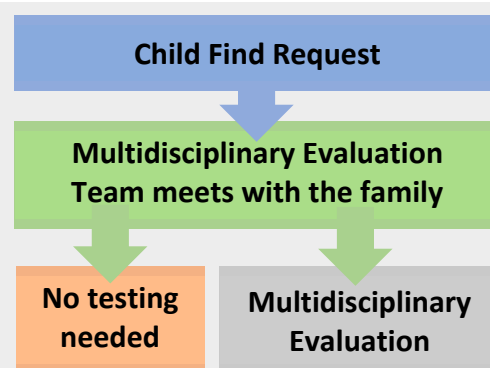 Child Find Request
Multidisciplinary Evaluation
Team meets with the family
No testing
needed
Multidisciplinary
Evaluation